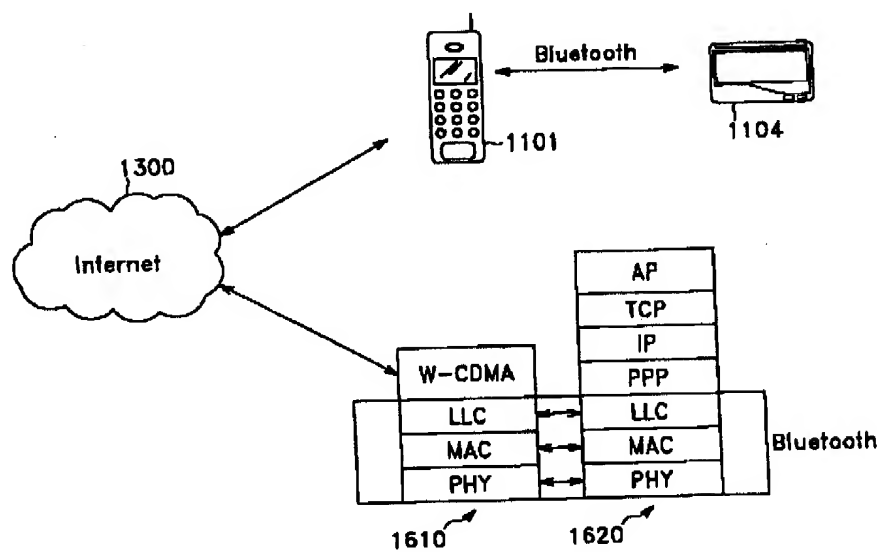 Bluetooth
1101
1104
1300
Internet
AP
TCP
IP
W-CDMA
PPP
LLC
LLC
MAC
MAC
Bluetooth
PHY
PHY
1610
1620